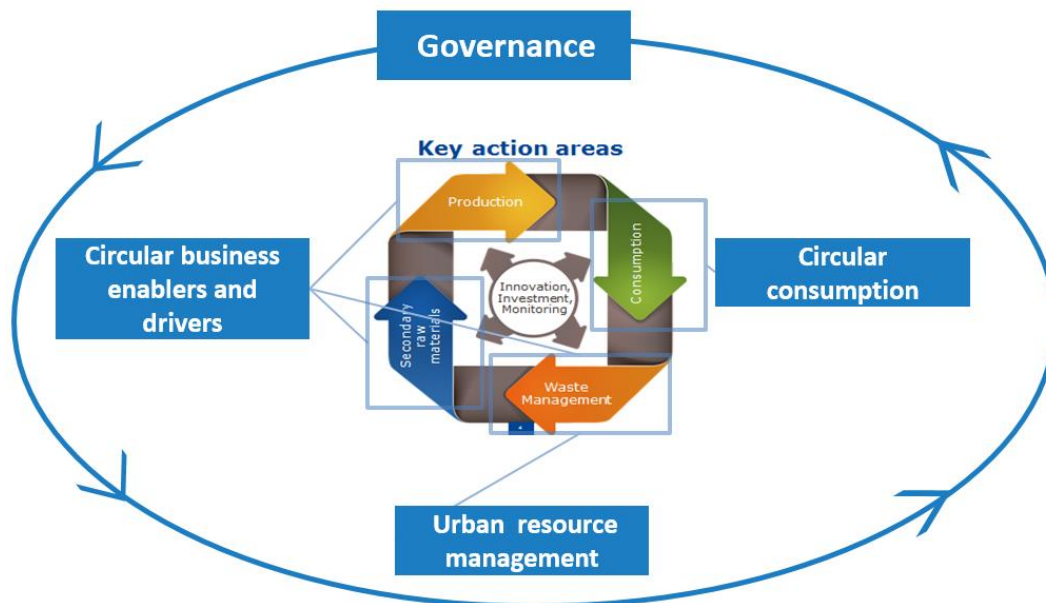 Governance
Key action areas
Production
Circular business
enablers and
drivers
Consumption
Circular
consumption
Innovation,
Investment,
Monitoring
Secondary
raw
materials
Waste
Management
Urban resource
management